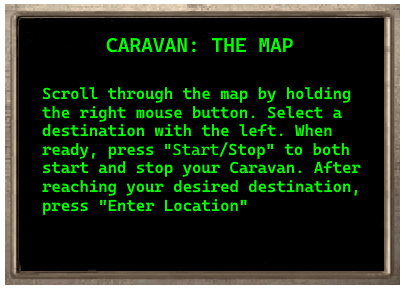 CARAVAN: THE MAP
Scroll through the map by holding
the right mouse button. Select a
destination with the left. When
ready, press "Start/Stop" to both
start and stop your Caravan. After
reaching your desired destination,
press "Enter Location"